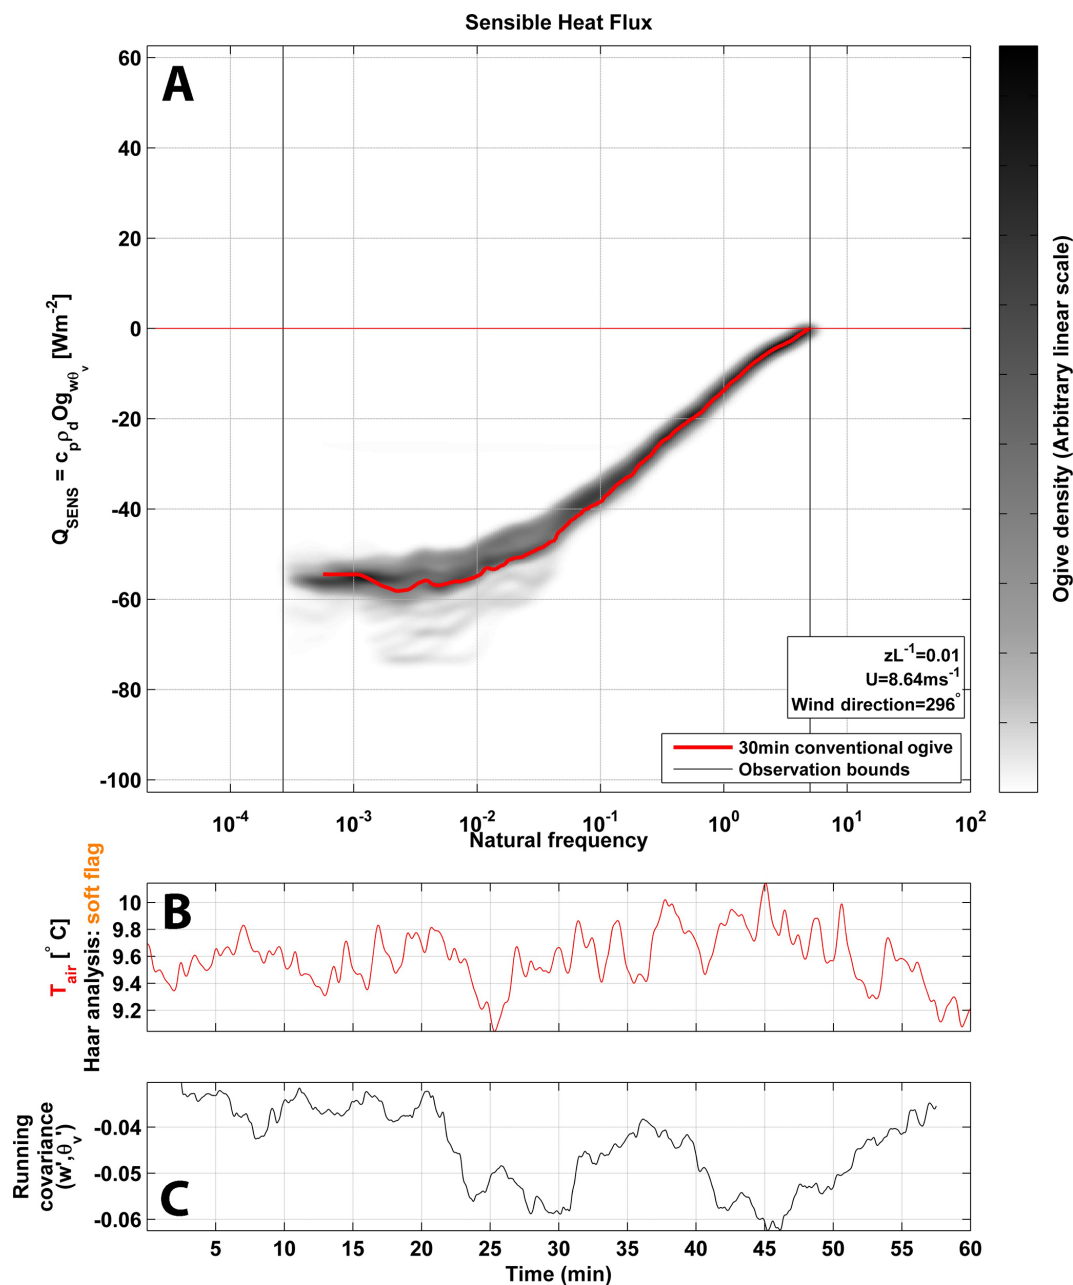 Sensible Heat Flux
A
60
40
20
0
-20
-40
-60
-80
-100
Q_SENS = c_pρ_dOg_wθ_v [Wm^-2]
zL^-1=0.01
U=8.64ms^-1
Wind direction=296°
30min conventional ogive
Observation bounds
10^-4 10^-3 10^-2 10^-1 10^0 10^1 10^2
Natural frequency
Ogive density (Arbitrary linear scale)
B
10
9.8
9.6
9.4
9.2
T_air [° C]
Haar analysis: soft flag
C
-0.04
-0.05
-0.06
Running
covariance
(w',θ_v')
5 10 15 20 25 30 35 40 45 50 55 60
Time (min)